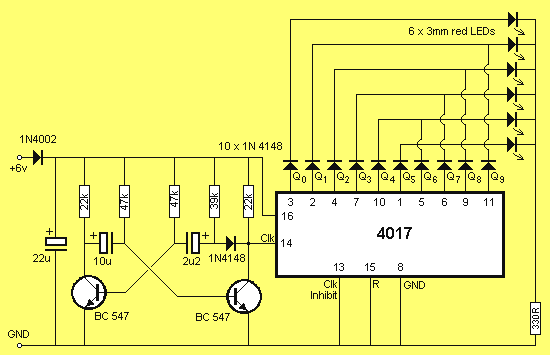 6 x 3mm red LEDs
1N4002
+6v
10 x 1N 4148
Q0 Q1 Q2 Q3 Q4 Q5 Q6 Q7 Q8 Q9
3 2 4 7 10 1 5 6 9 11
22k
47k
47k
39k
22k
16
4017
Clk
14
+
22u
+
10u
+
2u2
1N4148
13
15
8
Clk
Inhibit
R
GND
BC 547
BC 547
330R
GND